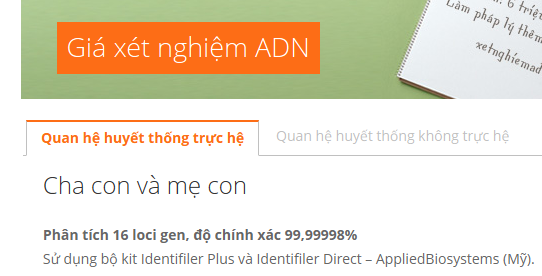 6 triệu
Làm pháp lý thêm
xetnghiemad
Giá xét nghiệm ADN
Quan hệ huyết thống trực hệ
Quan hệ huyết thống không trực hệ
Cha con và mẹ con
Phân tích 16 loci gen, độ chính xác 99,99998%
Sử dụng bộ kit Identifiler Plus và Identifiler Direct – AppliedBiosystems (Mỹ).